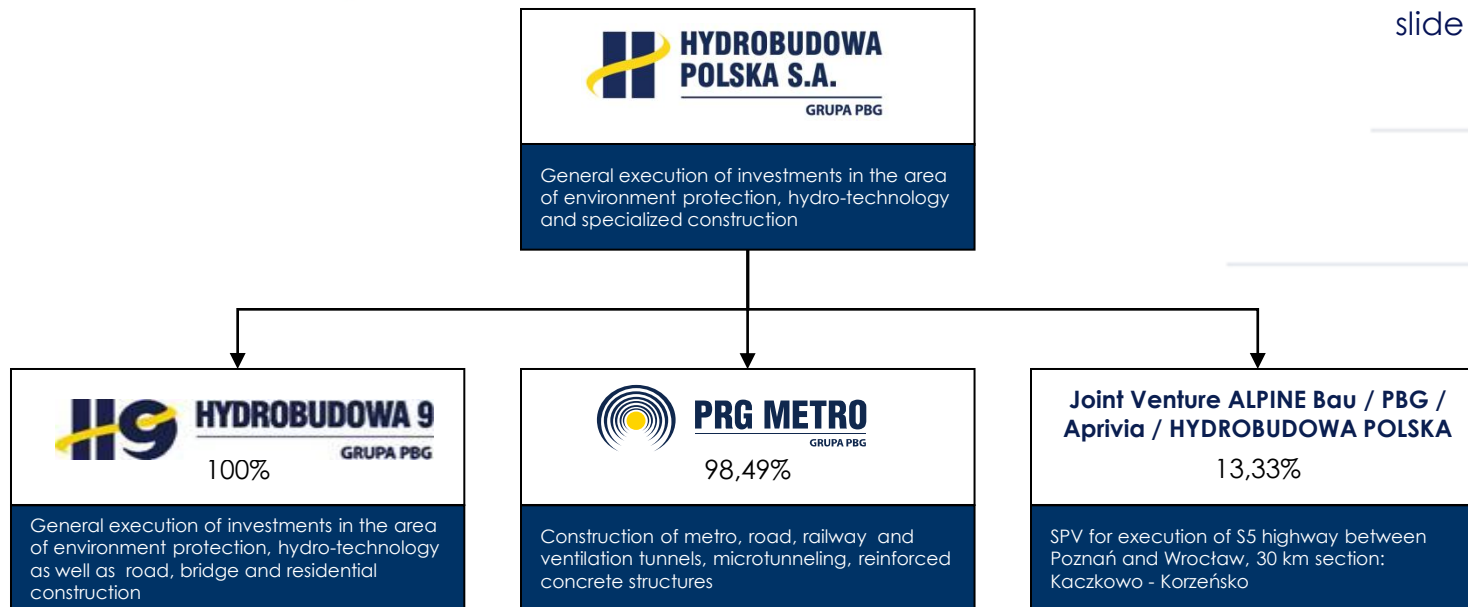 slide
HYDROBUDOWA
POLSKA S.A.
GRUPA PBG
General execution of investments in the area
of environment protection, hydro-technology
and specialized construction
H9 HYDROBUDOWA 9
GRUPA PBG
100%
General execution of investments in the area
of environment protection, hydro-technology
as well as road, bridge and residential
construction
PRG METRO
GRUPA PBG
98,49%
Construction of metro, road, railway and
ventilation tunnels, microtunneling, reinforced
concrete structures
Joint Venture ALPINE Bau / PBG /
Aprivia / HYDROBUDOWA POLSKA
13,33%
SPV for execution of S5 highway between
Poznań and Wrocław, 30 km section:
Kaczkowo - Korzeńsko